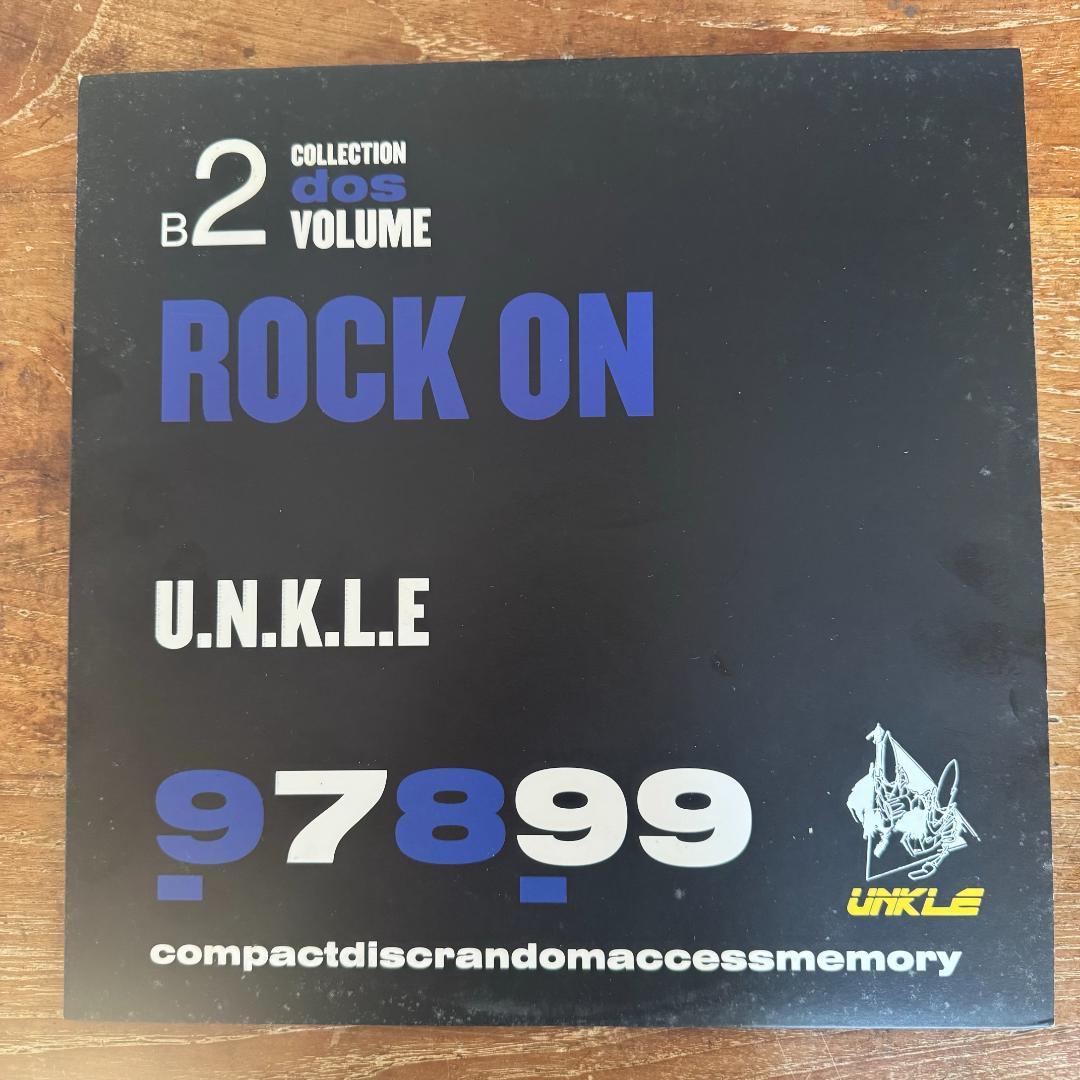 B2
COLLECTION
dos
VOLUME
ROCK ON
U.N.K.L.E
97899
UNKLE
compactdiscrandomaccessmemory